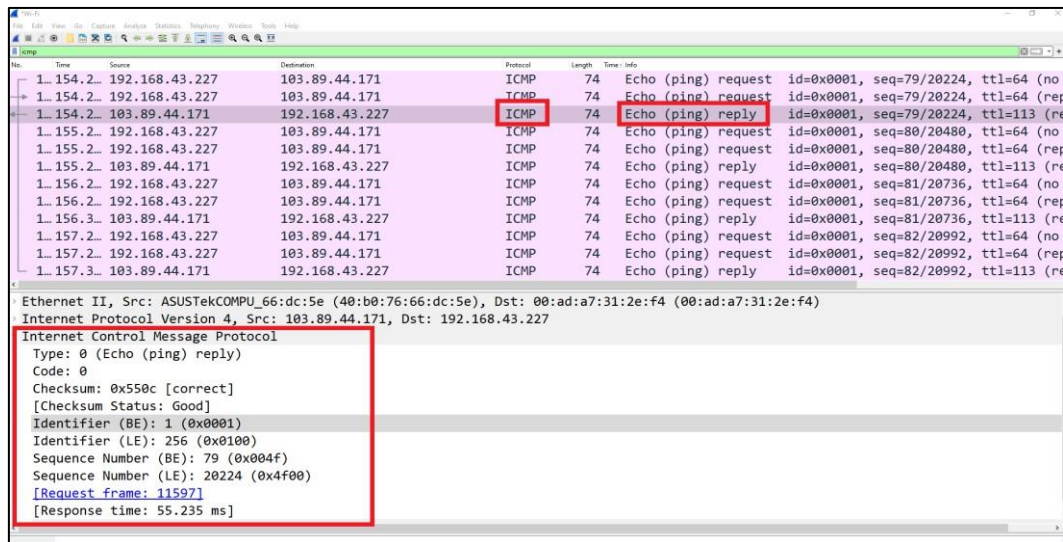 *Wi-Fi
File Edit View Go Capture Analyze Statistics Telephony Wireless Tools Help
icmp
No. Time Source Destination Protocol Length Time Info
1… 154.2… 192.168.43.227 103.89.44.171 ICMP 74 Echo (ping) request id=0x0001, seq=79/20224, ttl=64 (no
1… 154.2… 192.168.43.227 103.89.44.171 ICMP 74 Echo (ping) request id=0x0001, seq=79/20224, ttl=64 (rep
1… 154.2… 103.89.44.171 192.168.43.227 ICMP 74 Echo (ping) reply id=0x0001, seq=79/20224, ttl=113 (re
1… 155.2… 192.168.43.227 103.89.44.171 ICMP 74 Echo (ping) request id=0x0001, seq=80/20480, ttl=64 (no
1… 155.2… 192.168.43.227 103.89.44.171 ICMP 74 Echo (ping) request id=0x0001, seq=80/20480, ttl=64 (rep
1… 155.2… 103.89.44.171 192.168.43.227 ICMP 74 Echo (ping) reply id=0x0001, seq=80/20480, ttl=113 (re
1… 156.2… 192.168.43.227 103.89.44.171 ICMP 74 Echo (ping) request id=0x0001, seq=81/20736, ttl=64 (no
1… 156.2… 192.168.43.227 103.89.44.171 ICMP 74 Echo (ping) request id=0x0001, seq=81/20736, ttl=64 (rep
1… 156.3… 103.89.44.171 192.168.43.227 ICMP 74 Echo (ping) reply id=0x0001, seq=81/20736, ttl=113 (re
1… 157.2… 192.168.43.227 103.89.44.171 ICMP 74 Echo (ping) request id=0x0001, seq=82/20992, ttl=64 (no
1… 157.2… 192.168.43.227 103.89.44.171 ICMP 74 Echo (ping) request id=0x0001, seq=82/20992, ttl=64 (rep
1… 157.3… 103.89.44.171 192.168.43.227 ICMP 74 Echo (ping) reply id=0x0001, seq=82/20992, ttl=113 (re
Ethernet II, Src: ASUSTekCOMPU_66:dc:5e (40:b0:76:66:dc:5e), Dst: 00:ad:a7:31:2e:f4 (00:ad:a7:31:2e:f4)
Internet Protocol Version 4, Src: 103.89.44.171, Dst: 192.168.43.227
Internet Control Message Protocol
Type: 0 (Echo (ping) reply)
Code: 0
Checksum: 0x550c [correct]
[Checksum Status: Good]
Identifier (BE): 1 (0x0001)
Identifier (LE): 256 (0x0100)
Sequence Number (BE): 79 (0x004f)
Sequence Number (LE): 20224 (0x4f00)
[Request frame: 11597]
[Response time: 55.235 ms]